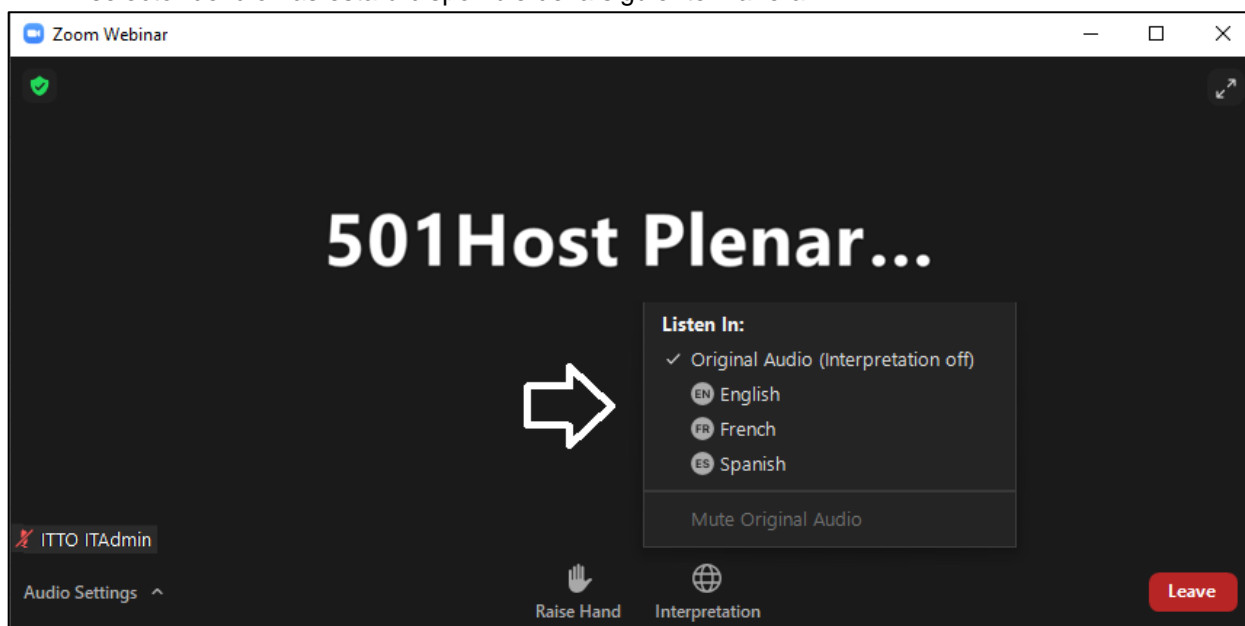 Zoom Webinar
501Host Plenar...
Listen In:
Original Audio (Interpretation off)
EN English
FR French
ES Spanish
Mute Original Audio
ITTO ITAdmin
Audio Settings
Raise Hand
Interpretation
Leave